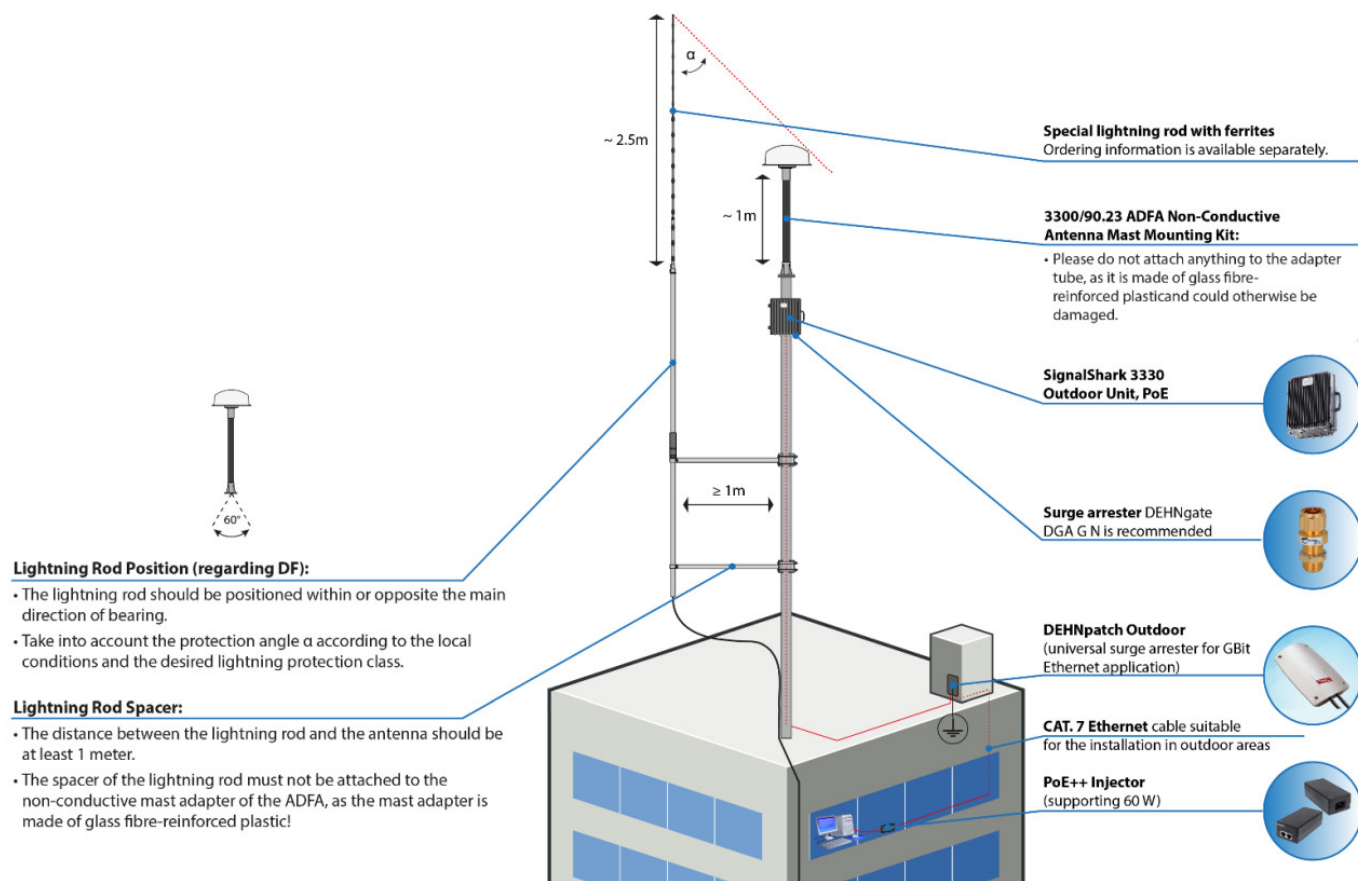 α
~ 2.5m
~ 1m
≥ 1m
60°
Special lightning rod with ferrites
Ordering information is available separately.
3300/90.23 ADFA Non-Conductive
Antenna Mast Mounting Kit:
• Please do not attach anything to the adapter
tube, as it is made of glass fibre-
reinforced plasticand could otherwise be
damaged.
SignalShark 3330
Outdoor Unit, PoE
Surge arrester DEHNgate
DGA G N is recommended
DEHNpatch Outdoor
(universal surge arrester for GBit
Ethernet application)
CAT. 7 Ethernet cable suitable
for the installation in outdoor areas
PoE++ Injector
(supporting 60 W)
Lightning Rod Position (regarding DF):
• The lightning rod should be positioned within or opposite the main
direction of bearing.
• Take into account the protection angle α according to the local
conditions and the desired lightning protection class.
Lightning Rod Spacer:
• The distance between the lightning rod and the antenna should be
at least 1 meter.
• The spacer of the lightning rod must not be attached to the
non-conductive mast adapter of the ADFA, as the mast adapter is
made of glass fibre-reinforced plastic!